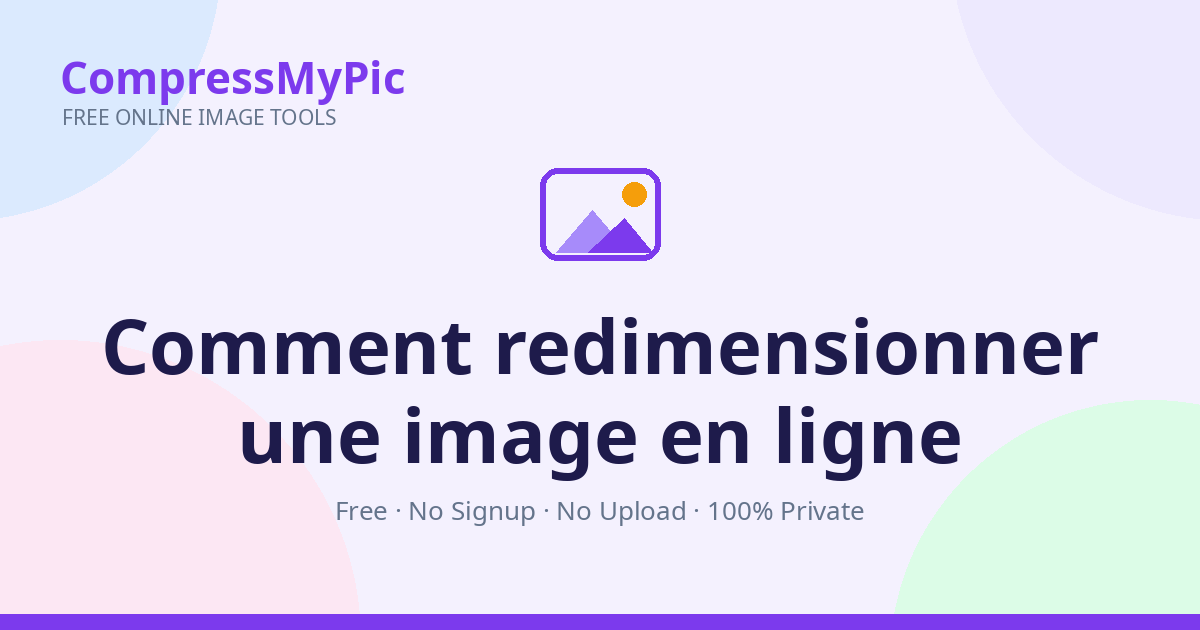 CompressMyPic
FREE ONLINE IMAGE TOOLS
Comment redimensionner
une image en ligne
Free · No Signup · No Upload · 100% Private